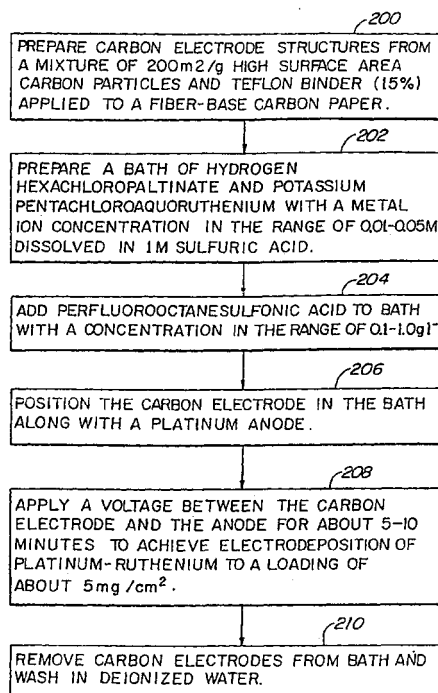 200
PREPARE CARBON ELECTRODE STRUCTURES FROM
A MIXTURE OF 200m2/g HIGH SURFACE AREA
CARBON PARTICLES AND TEFLON BINDER (15%)
APPLIED TO A FIBER-BASE CARBON PAPER.
202
PREPARE A BATH OF HYDROGEN
HEXACHLOROPALTINATE AND POTASSIUM
PENTACHLOROAQUORUTHENIUM WITH A METAL
ION CONCENTRATION IN THE RANGE OF 0.01-0.05M
DISSOLVED IN 1M SULFURIC ACID.
204
ADD PERFLUOROOCTANESULFONIC ACID TO BATH
WITH A CONCENTRATION IN THE RANGE OF 0.1-1.0gl⁻
206
POSITION THE CARBON ELECTRODE IN THE BATH
ALONG WITH A PLATINUM ANODE.
208
APPLY A VOLTAGE BETWEEN THE CARBON
ELECTRODE AND THE ANODE FOR ABOUT 5-10
MINUTES TO ACHIEVE ELECTRODEPOSITION OF
PLATINUM-RUTHENIUM TO A LOADING OF
ABOUT 5mg/cm².
210
REMOVE CARBON ELECTRODES FROM BATH AND
WASH IN DEIONIZED WATER.